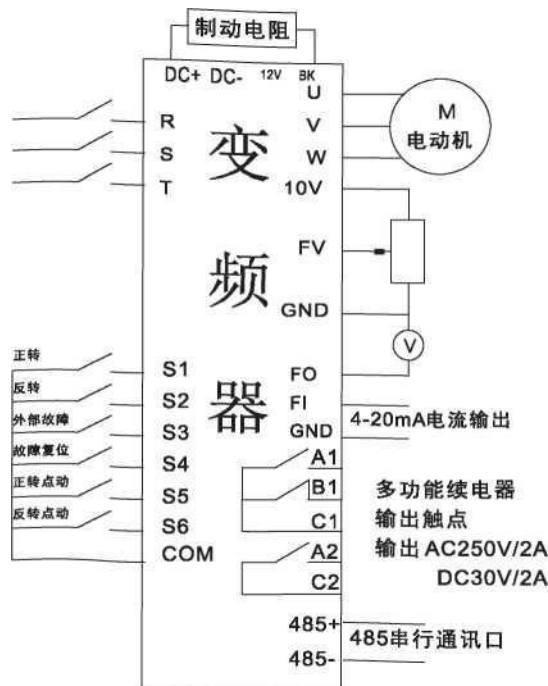 制动电阻
DC+ DC- 12V BK
U
V
W
10V
FV
GND
FO
FI
GND
A1
B1
C1
A2
C2
485+
485-
R
S
T
变
频
器
M
电动机
V
正转
反转
外部故障
故障复位
正转点动
反转点动
S1
S2
S3
S4
S5
S6
COM
4-20mA电流输出
多功能继电器
输出触点
输出AC250V/2A
DC30V/2A
485串行通讯口